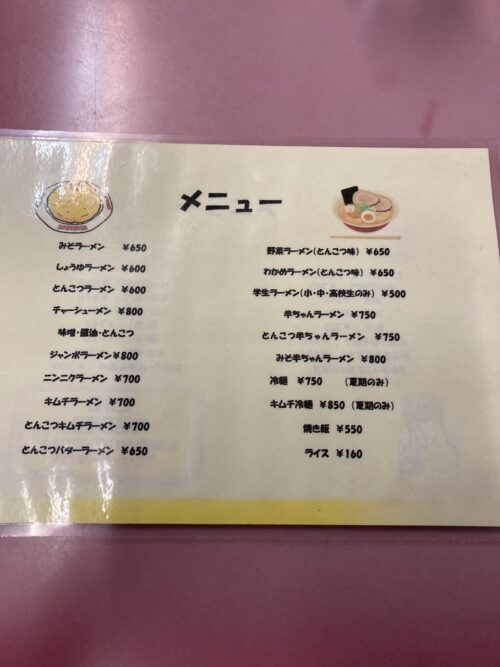 メニュー
みそラーメン ¥650
しょうゆラーメン ¥600
とんこつラーメン ¥600
チャーシューメン ¥800
味噌・醤油・とんこつ
ジャンボラーメン¥800
ニンニクラーメン ¥700
キムチラーメン ¥700
とんこつキムチラーメン ¥700
とんこつバターラーメン ¥650
野菜ラーメン(とんこつ味) ¥650
わかめラーメン(とんこつ味) ¥650
学生ラーメン(小・中・高校生のみ) ¥500
半ちゃんラーメン ¥750
とんこつ半ちゃんラーメン ¥750
みそ半ちゃんラーメン ¥800
冷麺 ¥750 (夏期のみ)
キムチ冷麺 ¥850 (夏期のみ)
焼き飯 ¥550
ライス ¥160